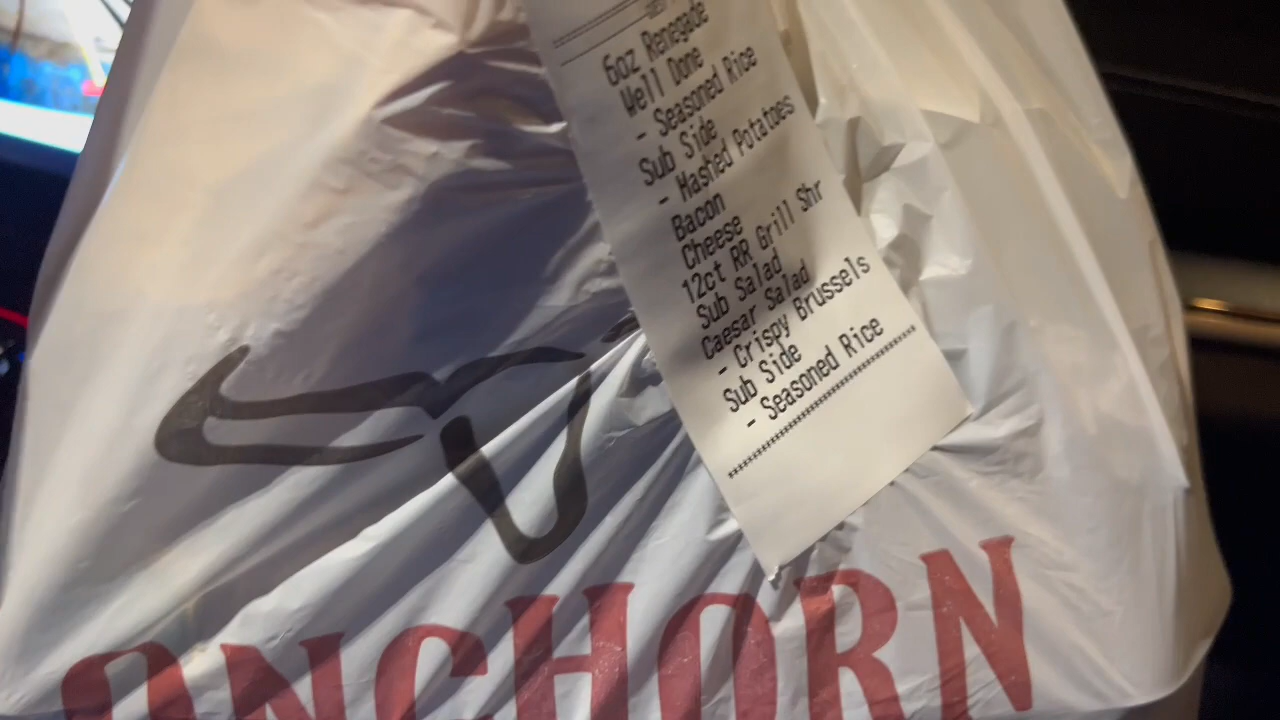 6oz Renegade
Well Done
- Seasoned Rice
Sub Side
- Mashed Potatoes
Bacon
Cheese
12ct RR Grill Shr
Sub Salad
Caesar Salad
- Crispy Brussels
Sub Side
- Seasoned Rice
ONGHORN